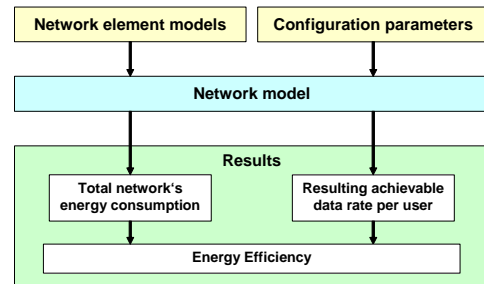 Network element models
Configuration parameters
Network model
Results
Total network's
energy consumption
Resulting achievable
data rate per user
Energy Efficiency